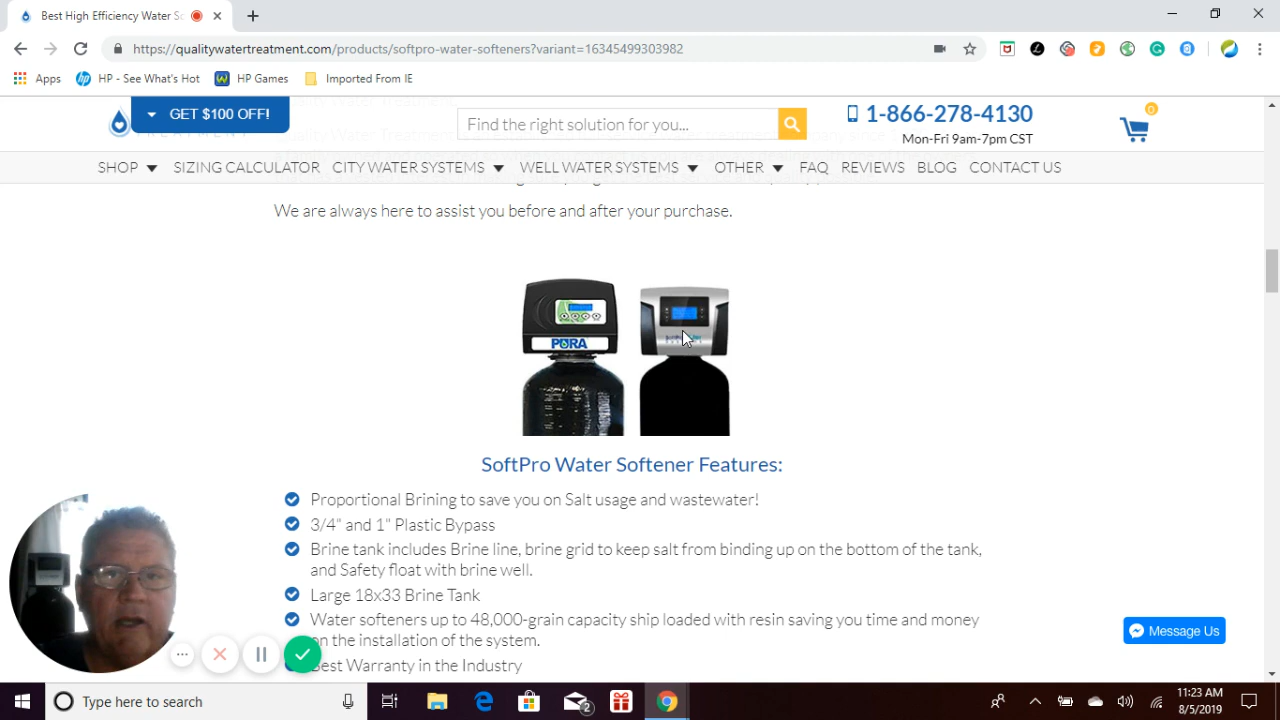 Best High Efficiency Water So
https://qualitywatertreatment.com/products/softpro-water-softeners?variant=16345499303982
Apps
HP - See What's Hot
HP Games
Imported From IE
GET $100 OFF!
Find the right solution for you...
1-866-278-4130
0
Mon-Fri 9am-7pm CST
SHOP
SIZING CALCULATOR
CITY WATER SYSTEMS
WELL WATER SYSTEMS
OTHER
FAQ
REVIEWS
BLOG
CONTACT US
We are always here to assist you before and after your purchase.
PURA
SoftPro Water Softener Features:
Proportional Brining to save you on Salt usage and wastewater!
3/4" and 1" Plastic Bypass
Brine tank includes Brine line, brine grid to keep salt from binding up on the bottom of the tank,
and Safety float with brine well.
Large 18x33 Brine Tank
Water softeners up to 48,000-grain capacity ship loaded with resin saving you time and money
on the installation of the system.
Best Warranty in the Industry
Message Us
Type here to search
2
11:23 AM
8/5/2019